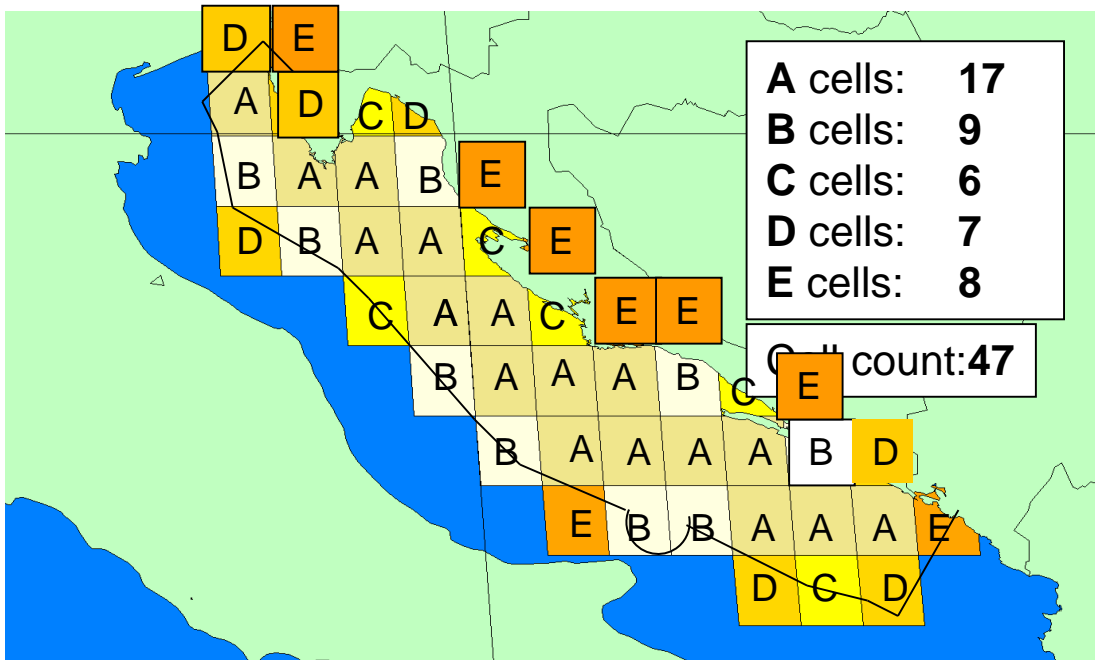 D E
A D C D
B A A B E
D B A A C E
C A A C E E
B A A A B C E
B A A A A B D
E B B A A A E
D C D
A cells: 17
B cells: 9
C cells: 6
D cells: 7
E cells: 8
count:47